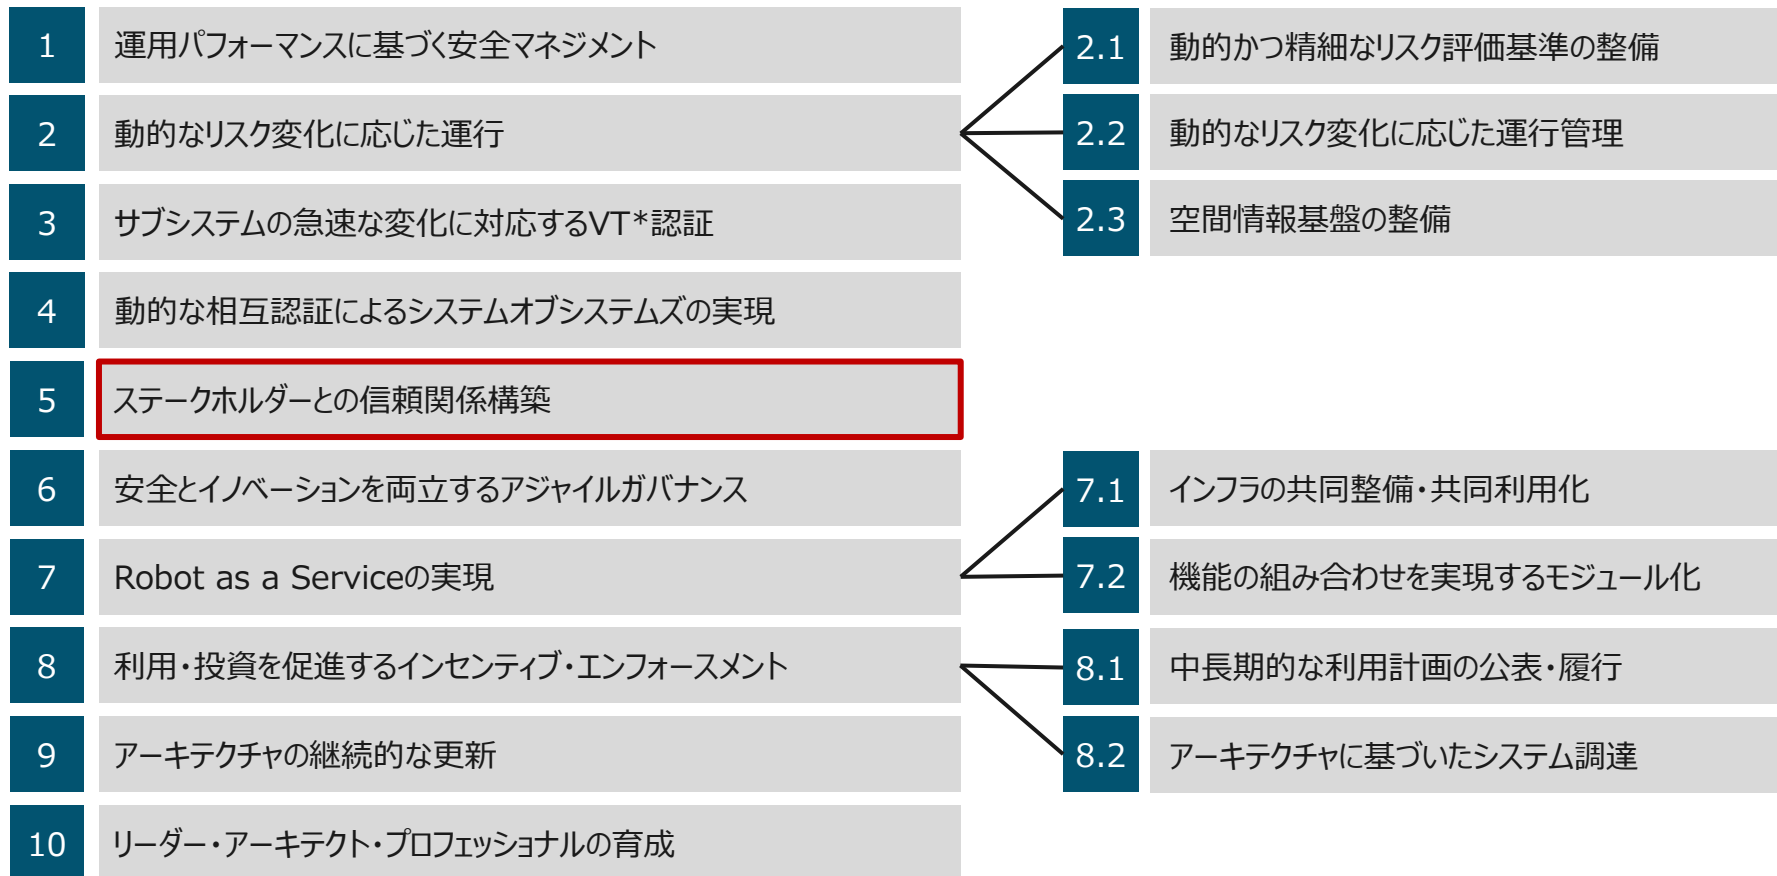 1 運用パフォーマンスに基づく安全マネジメント
2 動的なリスク変化に応じた運行
2.1 動的かつ精細なリスク評価基準の整備
2.2 動的なリスク変化に応じた運行管理
2.3 空間情報基盤の整備
3 サブシステムの急速な変化に対応するVT*認証
4 動的な相互認証によるシステムオブシステムズの実現
5 ステークホルダーとの信頼関係構築
6 安全とイノベーションを両立するアジャイルガバナンス
7 Robot as a Serviceの実現
7.1 インフラの共同整備・共同利用化
7.2 機能の組み合わせを実現するモジュール化
8 利用・投資を促進するインセンティブ・エンフォースメント
8.1 中長期的な利用計画の公表・履行
8.2 アーキテクチャに基づいたシステム調達
9 アーキテクチャの継続的な更新
10 リーダー・アーキテクト・プロフェッショナルの育成